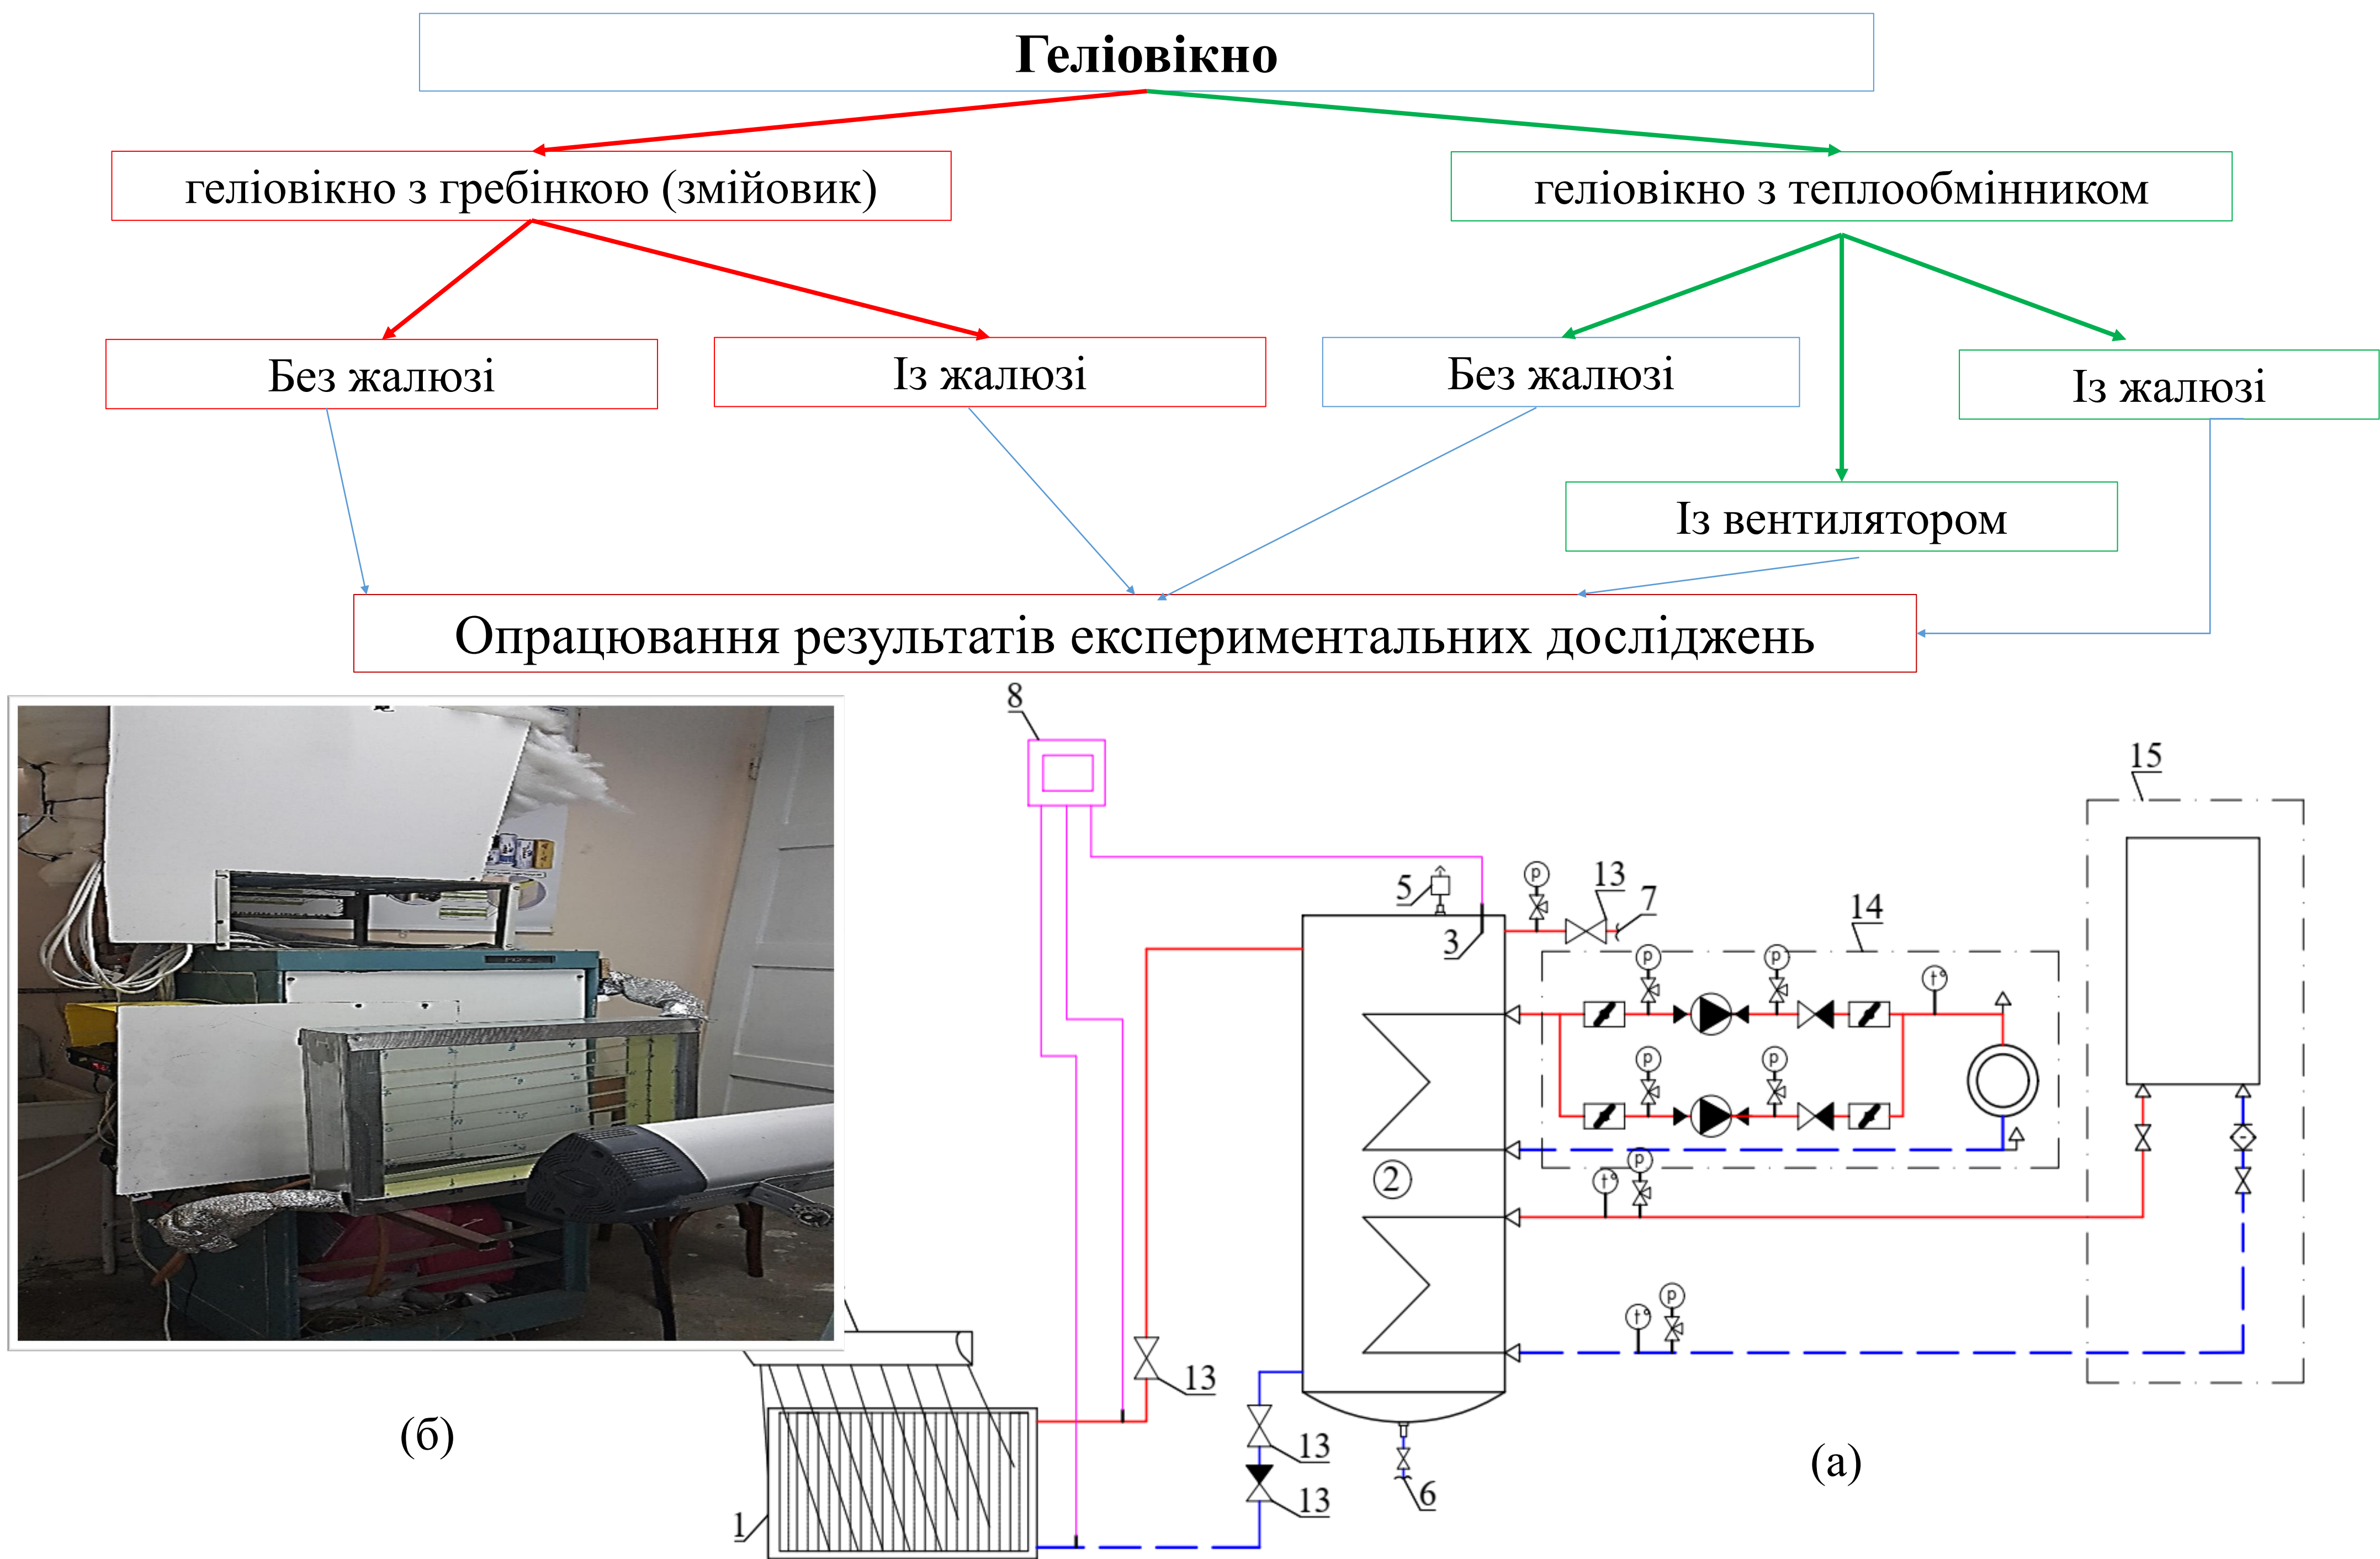 Геліовікно
геліовікно з гребінкою (змійовик)
геліовікно з теплообмінником
Без жалюзі
Із жалюзі
Без жалюзі
Із жалюзі
Із вентилятором
Опрацювання результатів експериментальних досліджень
8
15
5
p
13
7
14
3
p
p
t°
p
p
2
t°
p
t°
p
13
13
13
6
1
(б)
(а)